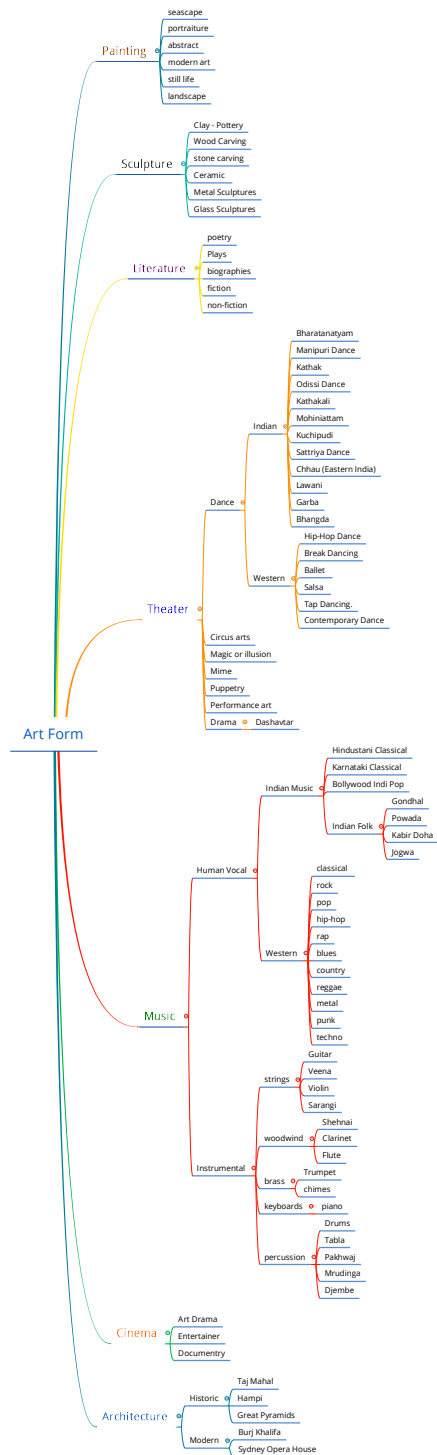 Art Form
Painting
seascape
portraiture
abstract
modern art
still life
landscape
Sculpture
Clay - Pottery
Wood Carving
stone carving
Ceramic
Metal Sculptures
Glass Sculptures
Literature
poetry
Plays
biographies
fiction
non-fiction
Theater
Dance
Indian
Bharatanatyam
Manipuri Dance
Kathak
Odissi Dance
Kathakali
Mohiniattam
Kuchipudi
Sattriya Dance
Chhau (Eastern India)
Lawani
Garba
Bhangda
Western
Hip-Hop Dance
Break Dancing
Ballet
Salsa
Tap Dancing.
Contemporary Dance
Circus arts
Magic or illusion
Mime
Puppetry
Performance art
Drama
Dashavtar
Music
Human Vocal
Indian Music
Hindustani Classical
Karnataki Classical
Bollywood Indi Pop
Indian Folk
Gondhal
Powada
Kabir Doha
Jogwa
Western
classical
rock
pop
hip-hop
rap
blues
country
reggae
metal
punk
techno
Instrumental
strings
Guitar
Veena
Violin
Sarangi
woodwind
Shehnai
Clarinet
Flute
brass
Trumpet
chimes
keyboards
piano
percussion
Drums
Tabla
Pakhwaj
Mrudinga
Djembe
Cinema
Art Drama
Entertainer
Documentry
Architecture
Historic
Taj Mahal
Hampi
Great Pyramids
Modern
Burj Khalifa
Sydney Opera House